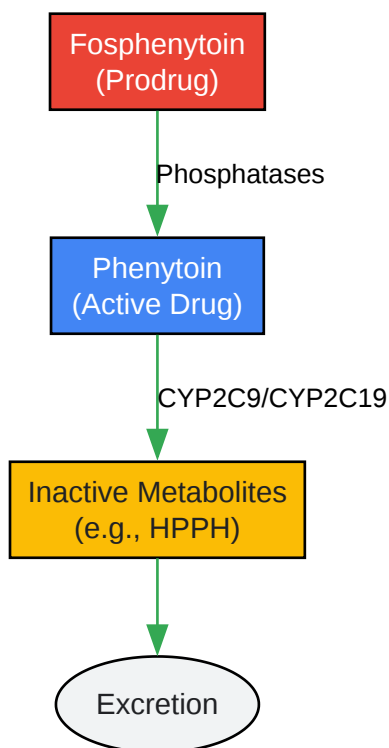 Fosphenytoin
(Prodrug)
Phosphatases
Phenytoin
(Active Drug)
CYP2C9/CYP2C19
Inactive Metabolites
(e.g., HPPH)
Excretion